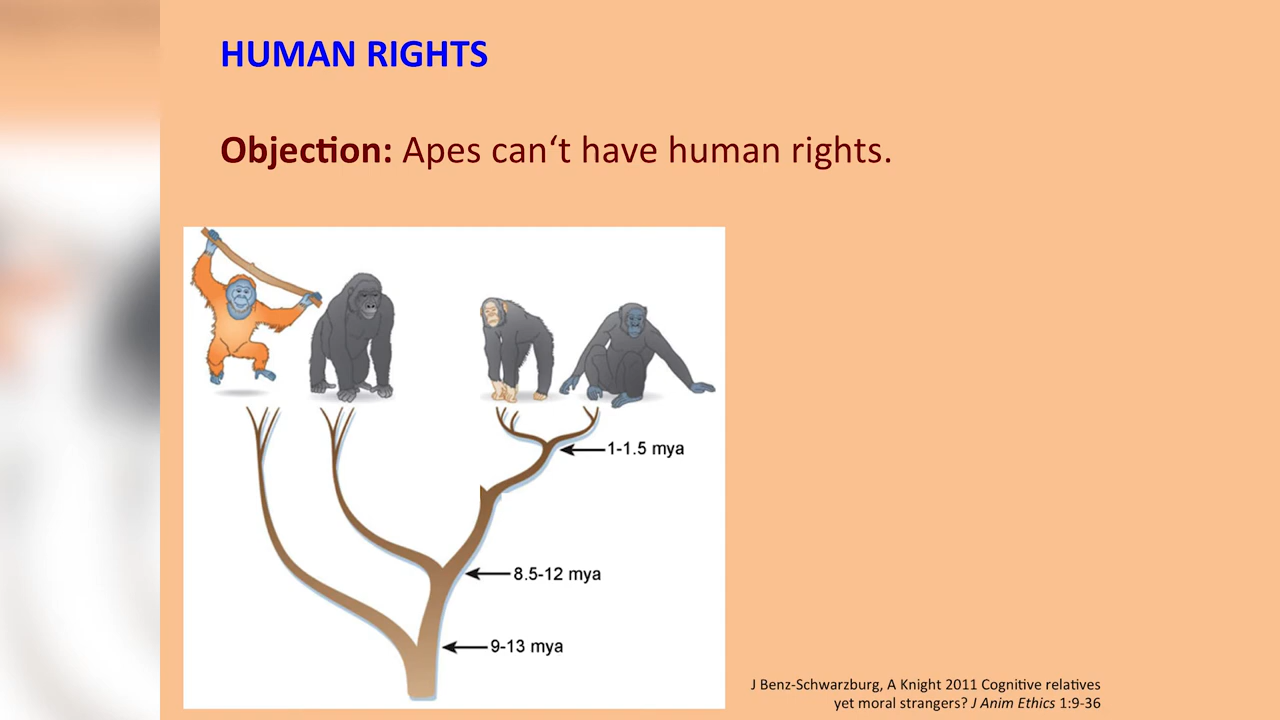 HUMAN RIGHTS
Objection: Apes can‘t have human rights.
1-1.5 mya
8.5-12 mya
9-13 mya
J Benz-Schwarzburg, A Knight 2011 Cognitive relatives
yet moral strangers? J Anim Ethics 1:9-36